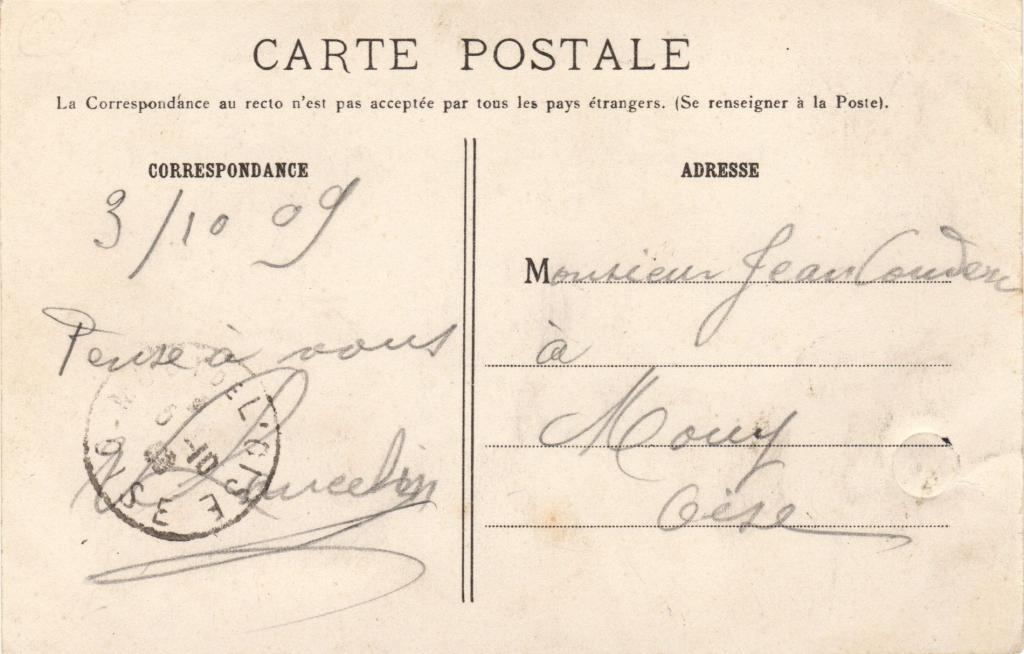 CARTE POSTALE
La Correspondance au recto n'est pas acceptée par tous les pays étrangers. (Se renseigner à la Poste).
CORRESPONDANCE
3/10 09
Pense à vous
ADRESSE
Monsieur Jean
à
Mouy
Oise
OISE